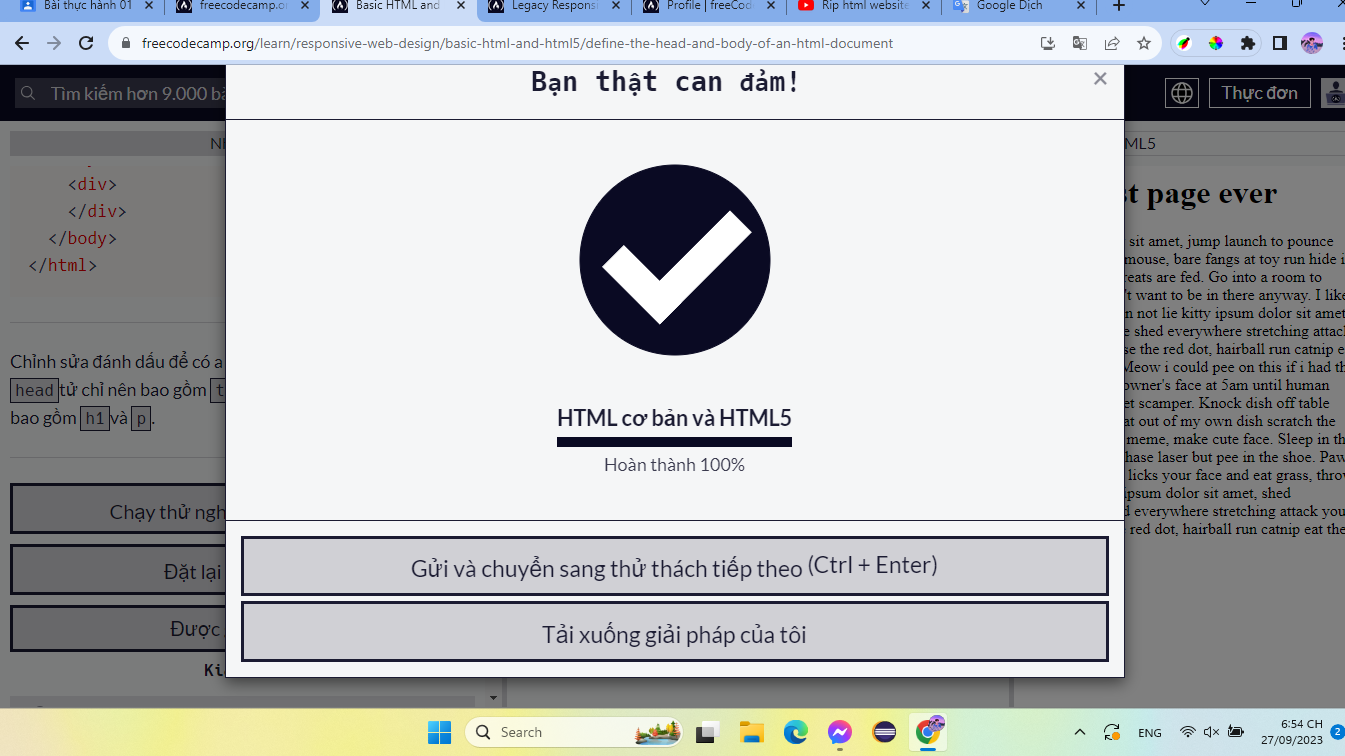 Bài thực hành 01
freecodecamp.o
Basic HTML and
Legacy Respons
Profile | freeCod
Rip html website
Google Dịch
freecodecamp.org/learn/responsive-web-design/basic-html-and-html5/define-the-head-and-body-of-an-html-document
Bạn thật can đảm!
Tìm kiếm hơn 9.000 bà
Thực đơn
ML5
<div>
</div>
</body>
</html>
st page ever
sit amet, jump launch to pounce
mouse, bare fangs at toy run hide i
reats are fed. Go into a room to
't want to be in there anyway. I like
n not lie kitty ipsum dolor sit amet
e shed everywhere stretching attack
se the red dot, hairball run catnip e
Meow i could pee on this if i had th
owner's face at 5am until human
et scamper. Knock dish off table
at out of my own dish scratch the
meme, make cute face. Sleep in th
hase laser but pee in the shoe. Paw
licks your face and eat grass, throw
ipsum dolor sit amet, shed
d everywhere stretching attack you
red dot, hairball run catnip eat the
Chỉnh sửa đánh dấu để có a
head tử chỉ nên bao gồm t
bao gồm h1 và p.
HTML cơ bản và HTML5
Hoàn thành 100%
Chạy thử ngh
Đặt lại
Được
Gửi và chuyển sang thử thách tiếp theo (Ctrl + Enter)
Tải xuống giải pháp của tôi
Search
ENG
6:54 CH
27/09/2023
2